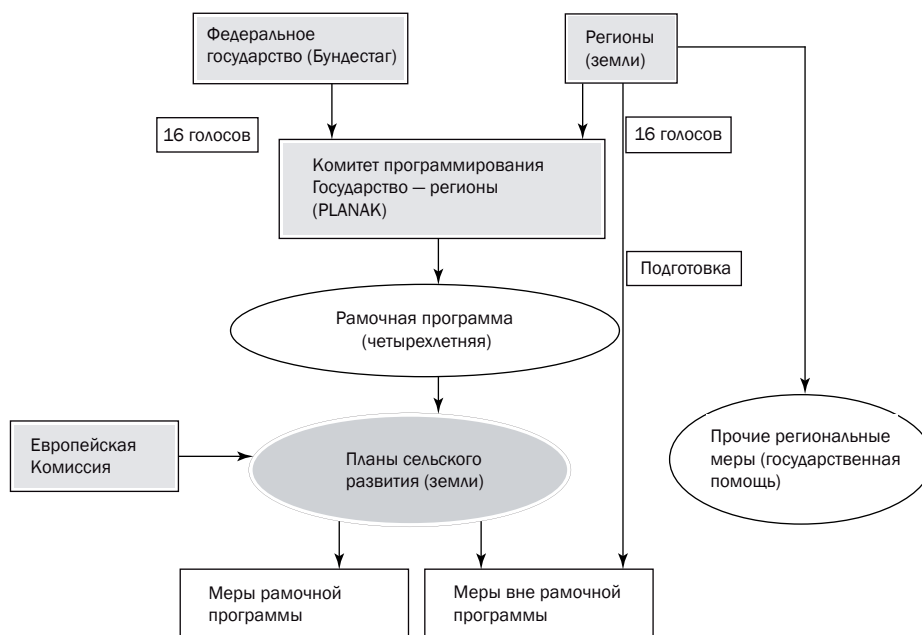 Федеральное
государство (Бундестаг)
Регионы
(земли)
16 голосов
16 голосов
Комитет программирования
Государство — регионы
(PLANAK)
Подготовка
Рамочная программа
(четырехлетняя)
Европейская
Комиссия
Планы сельского
развития (земли)
Прочие региональные
меры (государственная
помощь)
Меры рамочной
программы
Меры вне рамочной
программы